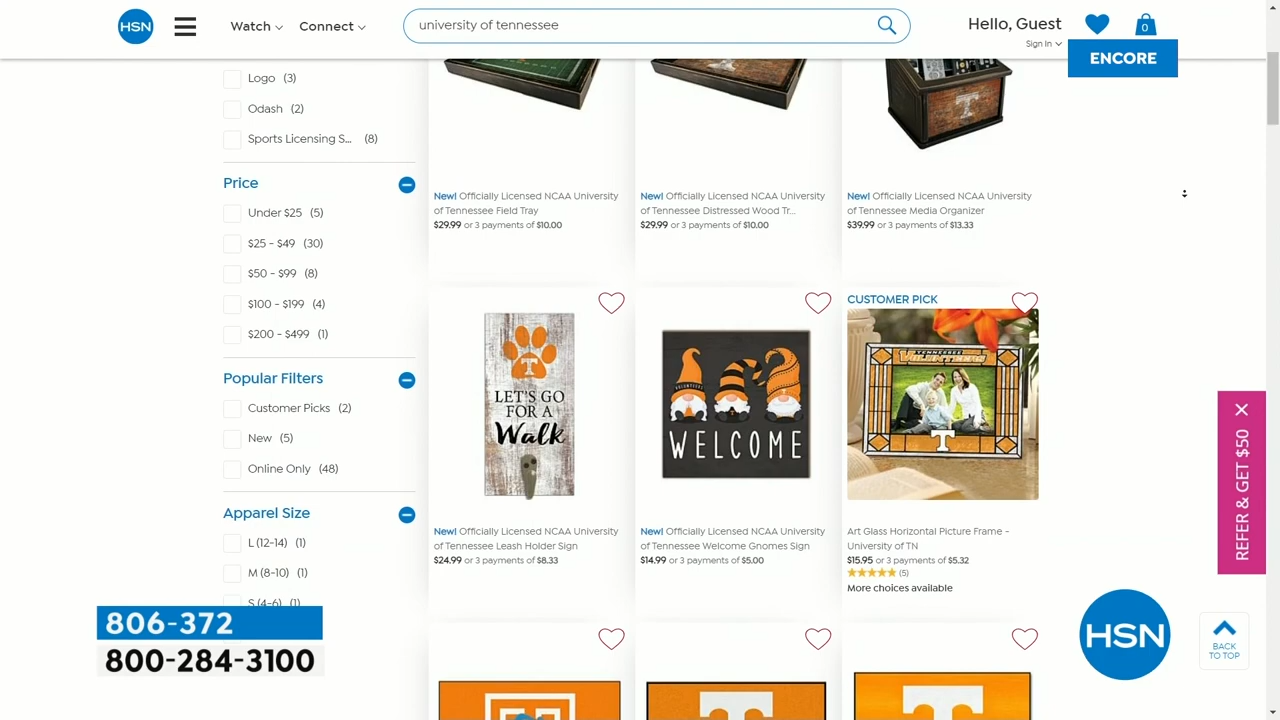 HSN
Watch
Connect
university of tennessee
Hello, Guest
Sign In
0
ENCORE
Logo (3)
Odash (2)
Sports Licensing S... (8)
Price
Under $25 (5)
$25 - $49 (30)
$50 - $99 (8)
$100 - $199 (4)
$200 - $499 (1)
Popular Filters
Customer Picks (2)
New (5)
Online Only (48)
Apparel Size
L (12-14) (1)
M (8-10) (1)
S (4-6) (1)
T
New! Officially Licensed NCAA University
of Tennessee Field Tray
$29.99 or 3 payments of $10.00
New! Officially Licensed NCAA University
of Tennessee Distressed Wood Tr...
$29.99 or 3 payments of $10.00
New! Officially Licensed NCAA University
of Tennessee Media Organizer
$39.99 or 3 payments of $13.33
T
LET'S GO
FOR A
Walk
New! Officially Licensed NCAA University
of Tennessee Leash Holder Sign
$24.99 or 3 payments of $8.33
VOLUNTEERS
WELCOME
New! Officially Licensed NCAA University
of Tennessee Welcome Gnomes Sign
$14.99 or 3 payments of $5.00
CUSTOMER PICK
TENNESSEE
VOLUNTEERS
T
Art Glass Horizontal Picture Frame -
University of TN
$15.95 or 3 payments of $5.32
(5)
More choices available
T
T
REFER & GET $50
806-372
800-284-3100
HSN
BACK
TO TOP